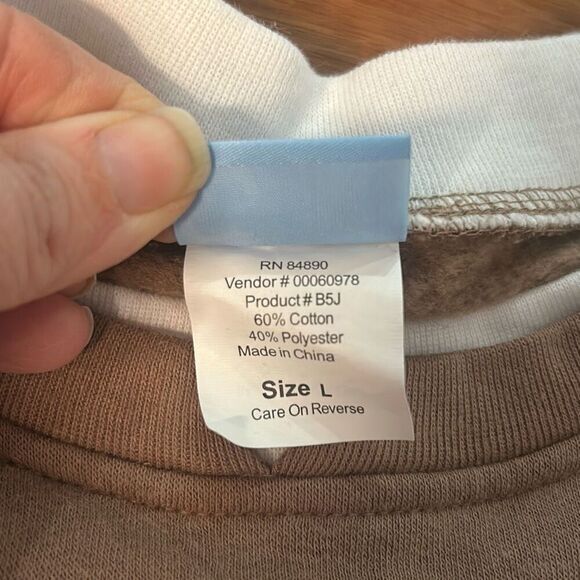 RN 84890
Vendor # 00060978
Product # B5J
60% Cotton
40% Polyester
Made in China
Size L
Care On Reverse